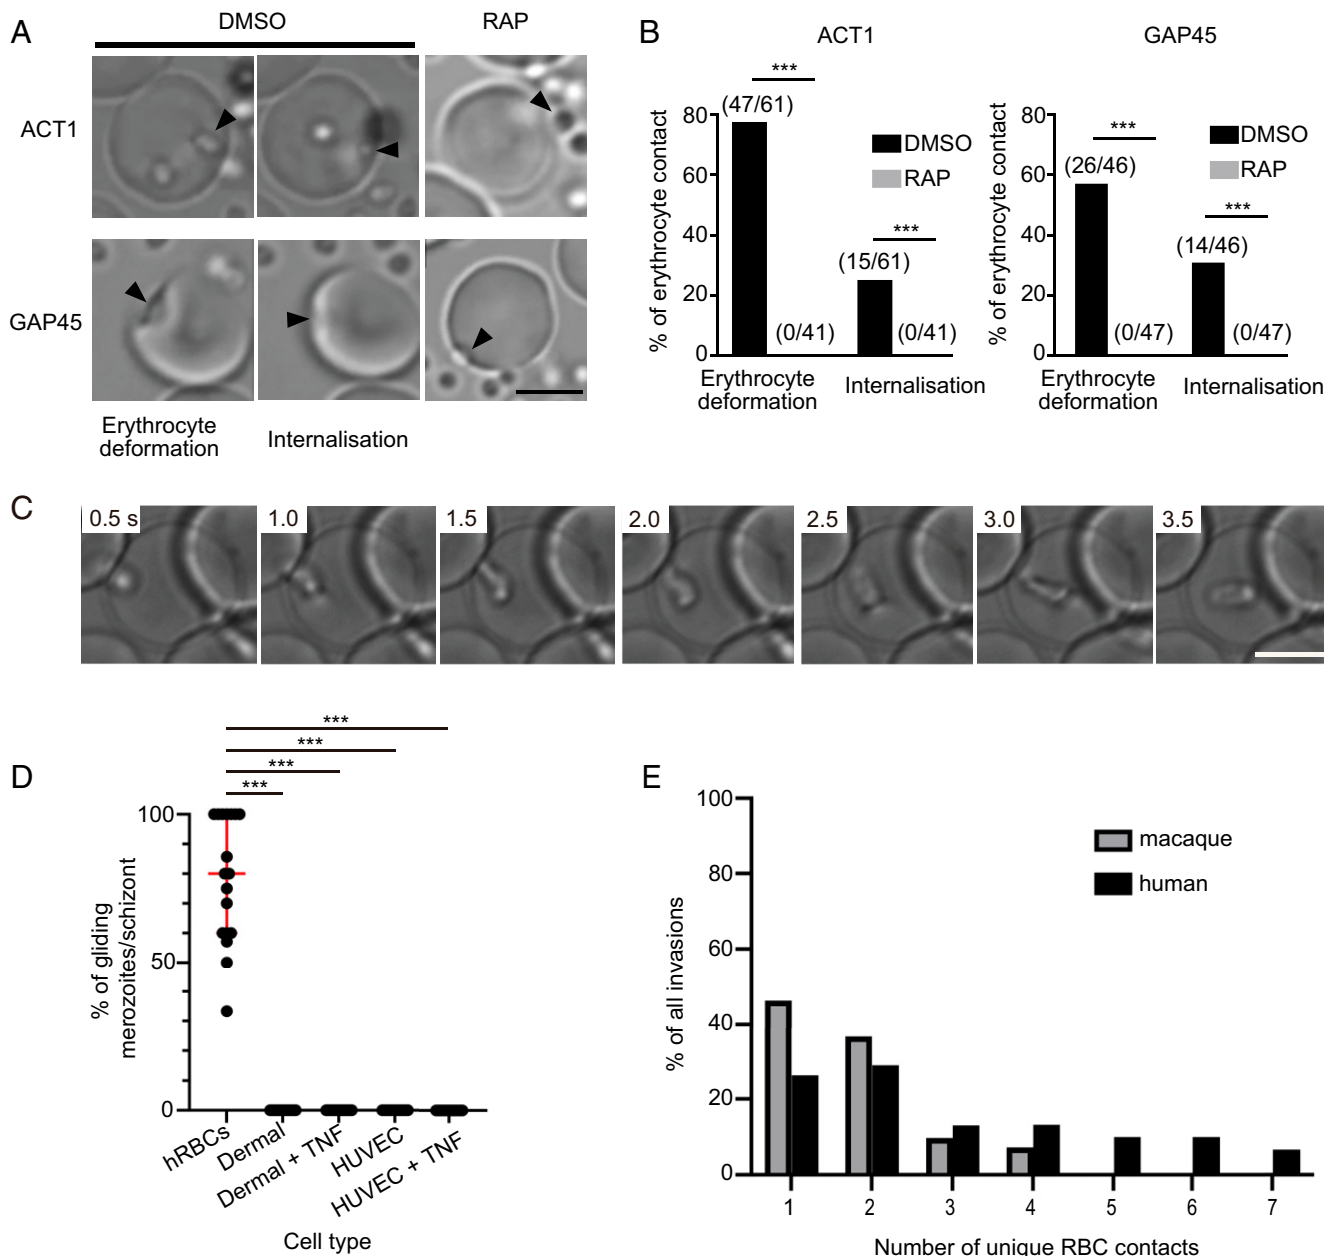 A
DMSO
RAP
ACT1
GAP45
Erythrocyte
deformation
Internalisation
B
ACT1
GAP45
% of erythrocyte contact
80
60
40
20
0
***
(47/61)
(0/41)
***
(15/61)
(0/41)
DMSO
RAP
Erythrocyte
deformation
Internalisation
% of erythrocyte contact
80
60
40
20
0
***
(26/46)
(0/47)
***
(14/46)
(0/47)
DMSO
RAP
Erythrocyte
deformation
Internalisation
C
0.5 s
1.0
1.5
2.0
2.5
3.0
3.5
D
***
***
***
***
% of gliding
merozoites/schizont
100
50
0
hRBCs
Dermal
Dermal + TNF
HUVEC
HUVEC + TNF
Cell type
E
% of all invasions
100
80
60
40
20
0
macaque
human
1 2 3 4 5 6 7
Number of unique RBC contacts